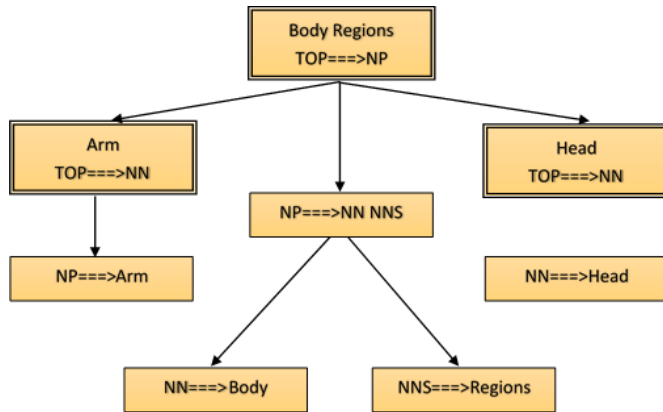 Body Regions
TOP===>NP
Arm
TOP===>NN
Head
TOP===>NN
NP===>NN NNS
NP===>Arm
NN===>Head
NN===>Body
NNS===>Regions